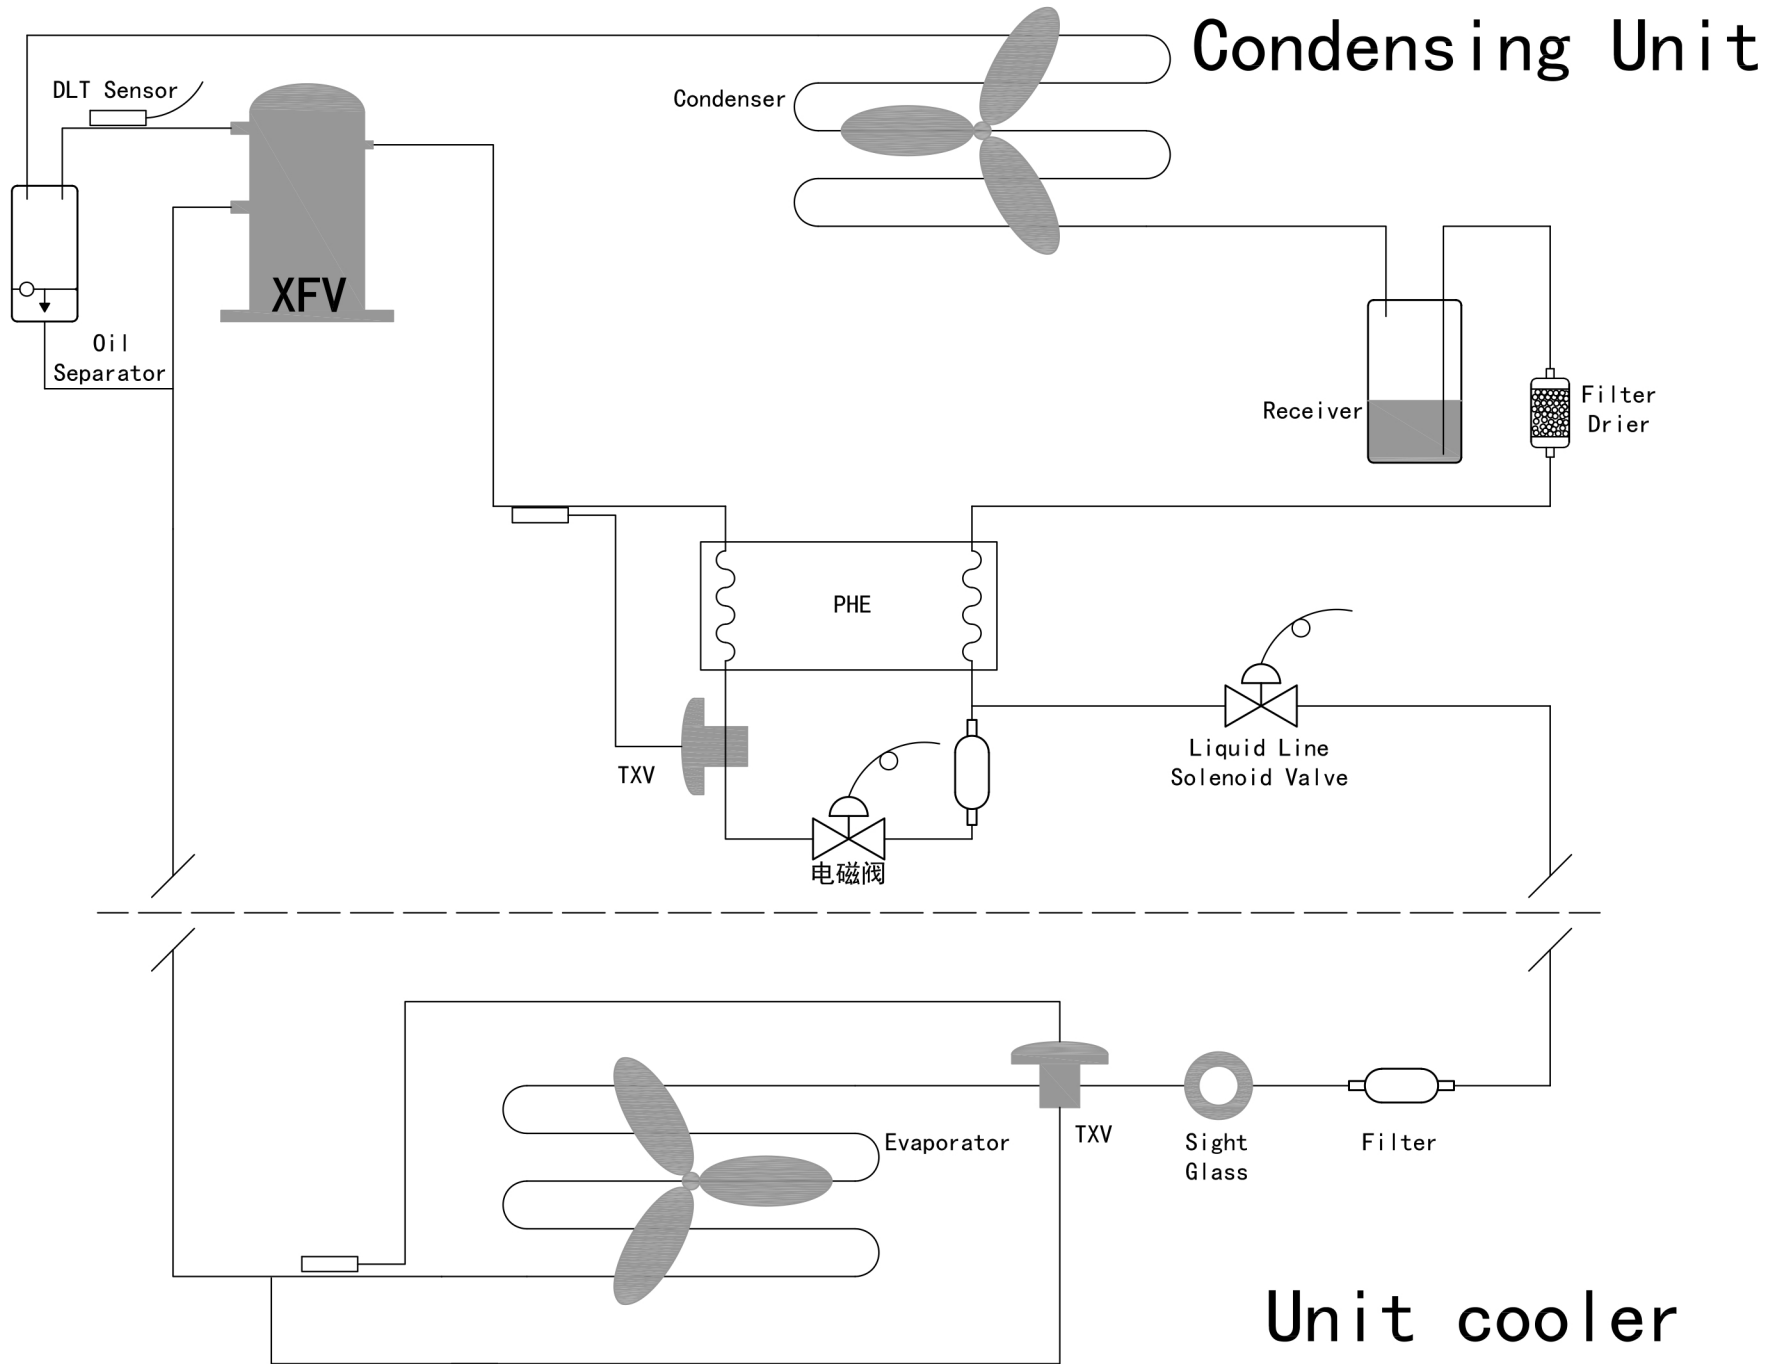 Condensing Unit
DLT Sensor
Condenser
XFV
Oil
Separator
Receiver
Filter
Drier
PHE
TXV
Liquid Line
Solenoid Valve
电磁阀
Evaporator
TXV
Sight
Glass
Filter
Unit cooler